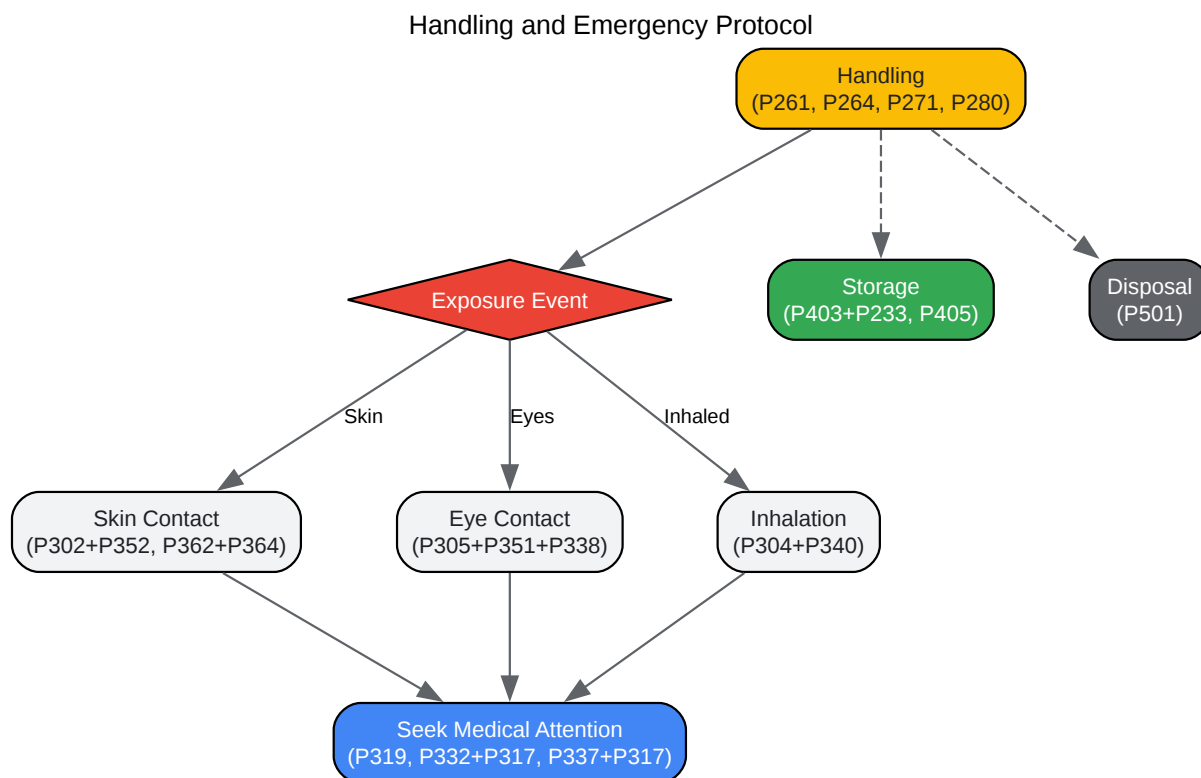 Handling and Emergency Protocol
Handling
(P261, P264, P271, P280)
Exposure Event
Storage
(P403+P233, P405)
Disposal
(P501)
Skin
Eyes
Inhaled
Skin Contact
(P302+P352, P362+P364)
Eye Contact
(P305+P351+P338)
Inhalation
(P304+P340)
Seek Medical Attention
(P319, P332+P317, P337+P317)